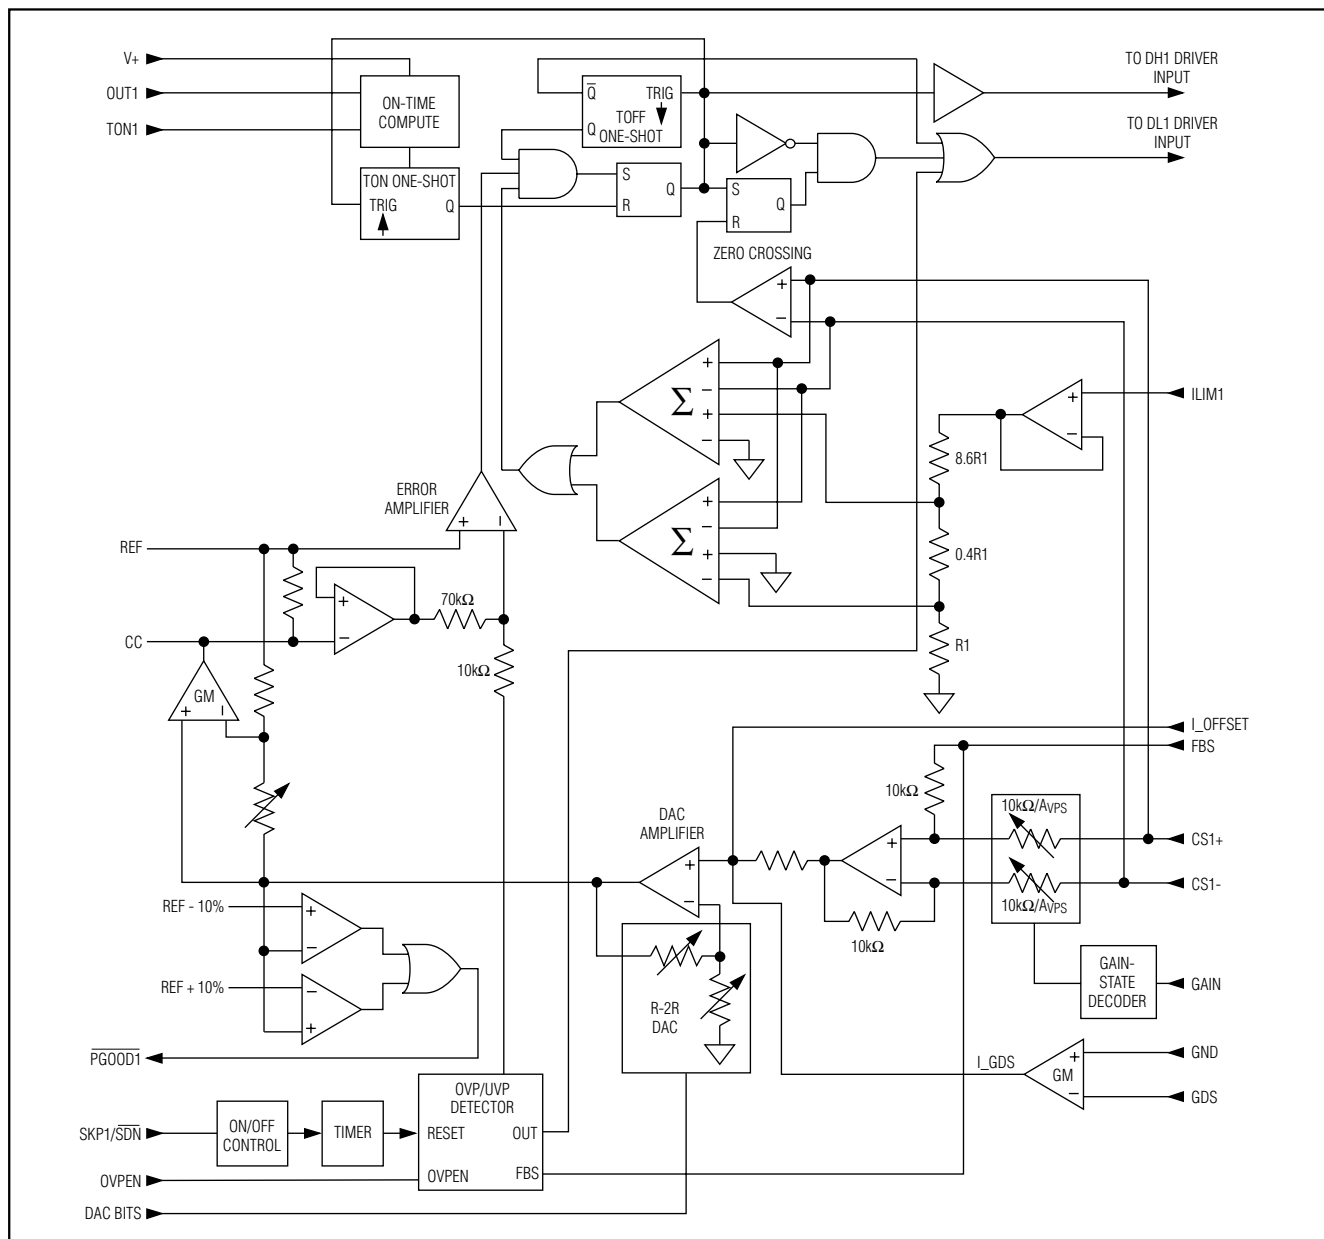 V+
OUT1
TON1
ON-TIME
COMPUTE
TON ONE-SHOT
TRIG
Q
Q
TRIG
Q
TOFF
ONE-SHOT
S
R
Q
S
R
Q
TO DH1 DRIVER
INPUT
TO DL1 DRIVER
INPUT
ZERO CROSSING
+
−
+
−
Σ
+
−
+
−
Σ
+
−
+
−
ILIM1
8.6R1
0.4R1
R1
ERROR
AMPLIFIER
+
−
REF
+
−
70kΩ
10kΩ
CC
GM
+
−
I_OFFSET
FBS
10kΩ
10kΩ/AVPS
CS1+
CS1-
10kΩ/AVPS
+
−
10kΩ
DAC
AMPLIFIER
+
−
R-2R
DAC
REF - 10%
+
−
REF + 10%
−
+
PGOOD1
GAIN-
STATE
DECODER
GAIN
I_GDS
GM
+
−
GND
GDS
SKP1/SDN
ON/OFF
CONTROL
TIMER
OVP/UVP
DETECTOR
RESET
OUT
OVPEN
FBS
OVPEN
DAC BITS